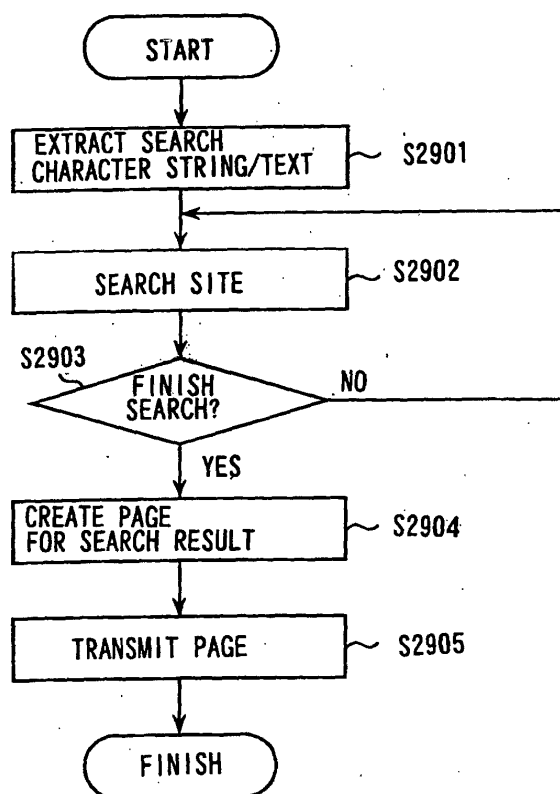 START
EXTRACT SEARCH
CHARACTER STRING/TEXT
S2901
SEARCH SITE
S2902
S2903
FINISH
SEARCH?
NO
YES
CREATE PAGE
FOR SEARCH RESULT
S2904
TRANSMIT PAGE
S2905
FINISH